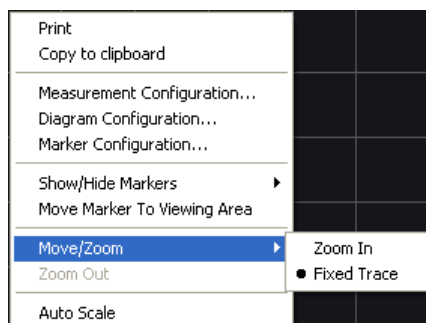 Print
Copy to clipboard
Measurement Configuration...
Diagram Configuration...
Marker Configuration...
Show/Hide Markers
Move Marker To Viewing Area
Move/Zoom
Zoom Out
Auto Scale
Zoom In
Fixed Trace